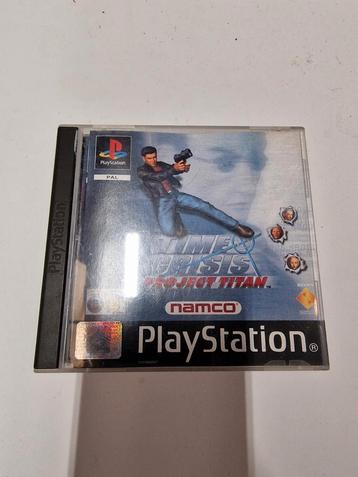 PlayStation
PlayStation
PAL
TIME
CRISIS
PROJECT TITAN
namco
PlayStation